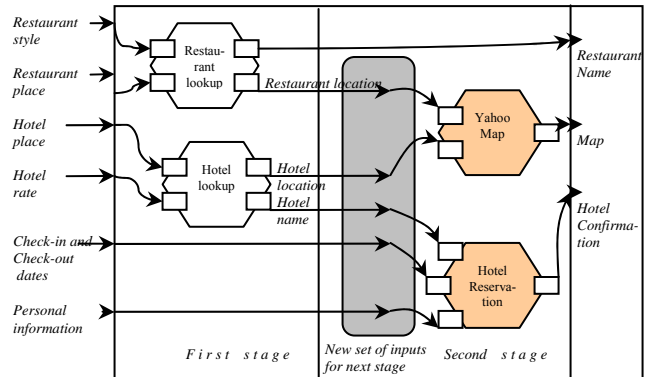 Restaurant
style
Restaurant
place
Hotel
place
Hotel
rate
Check-in and
Check-out
dates
Personal
information
Restau-
rant
lookup
Restaurant location
Hotel
lookup
Hotel
location
Hotel
name
Yahoo
Map
Hotel
Reserva-
tion
Restaurant
Name
Map
Hotel
Confirma-
tion
First stage
New set of inputs
for next stage
Second stage